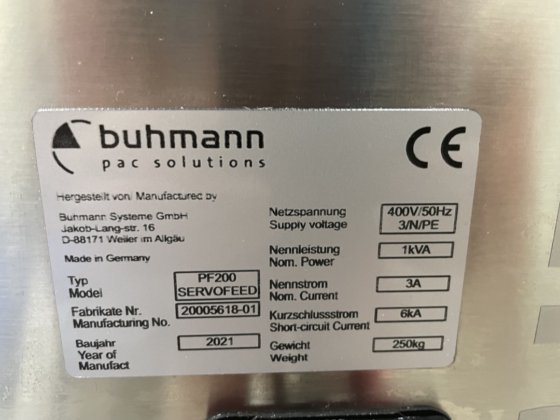 buhmann
pac solutions
CE
Hergestellt von/ Manufactured by
Buhmann Systeme GmbH
Jakob-Lang-str. 16
D-88171 Weiler im Allgäu
Made in Germany
Typ
Model
PF200
SERVOFEED
Fabrikate Nr.
Manufacturing No.
20005618-01
Baujahr
Year of
Manufact
2021
Netzspannung
Supply voltage
400V/50Hz
3/N/PE
Nennleistung
Nom. Power
1kVA
Nennstrom
Nom. Current
3A
Kurzschlussstrom
Short-circuit Current
6kA
Gewicht
Weight
250kg